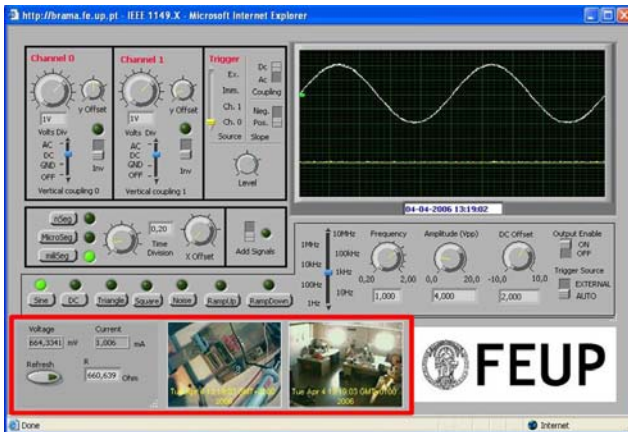 http://brama.fe.up.pt - IEEE 1149.X - Microsoft Internet Explorer
Channel 0
y Offset
1V
Volts Div
AC
DC
GND
OFF
Inv
Vertical coupling 0
Channel 1
y Offset
1V
Volts Div
AC
DC
GND
OFF
Inv
Vertical coupling 1
Trigger
Ex.
Imm.
Ch. 1
Ch. 0
Source
Dc
Ac
Coupling
Neg.
Pos.
Slope
Level
04-04-2006 13:19:02
nSeg
MicroSeg
miliSeg
0,20
Time
Division
X Offset
Add Signals
Sine
DC
Triangle
Square
Noise
RampUp
RampDown
10MHz
1MHz
100kHz
10kHz
1kHz
100Hz
10Hz
1Hz
Frequency
0,20 2,00
1,000
Amplitude (Vpp)
0,0 20,0
4,000
DC Offset
-10,0 10,0
2,000
Output Enable
ON
OFF
Trigger Source
EXTERNAL
AUTO
Voltage
664,3341 mV
Current
1,006 mA
Refresh
R
660,639 Ohm
2006
2006
FEUP
Done
Internet